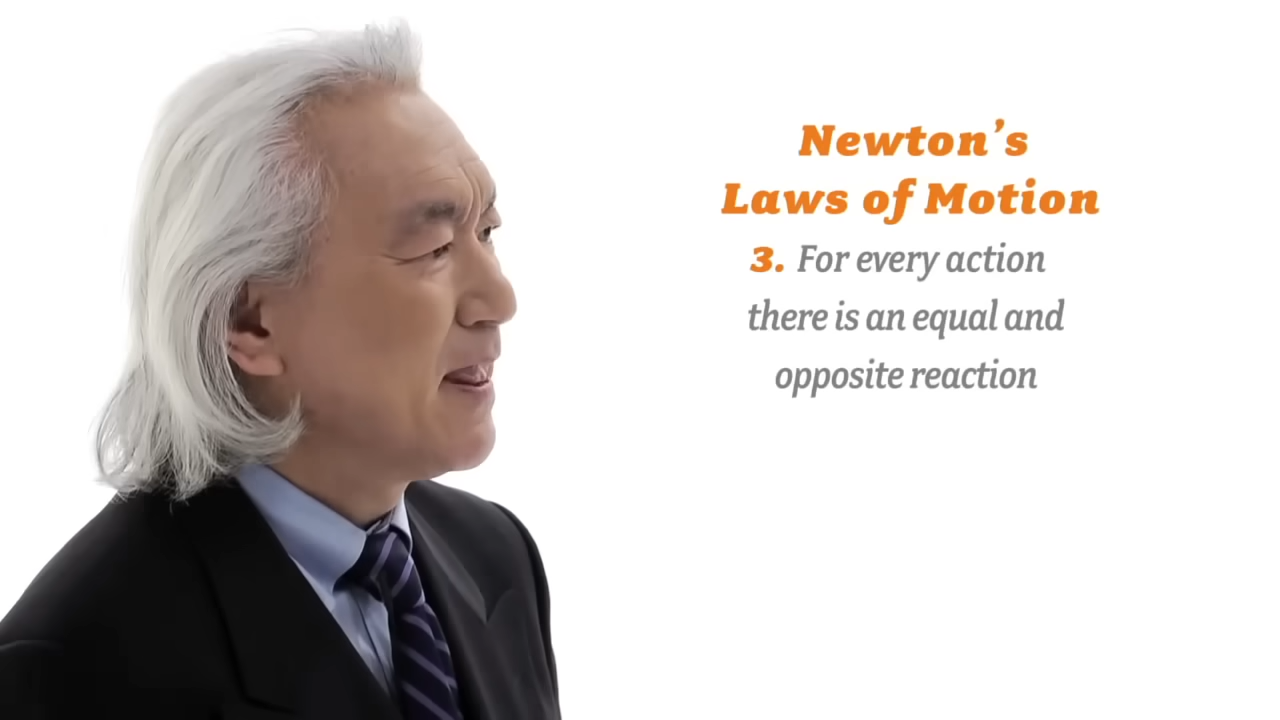 Newton’s
Laws of Motion
3. For every action
there is an equal and
opposite reaction